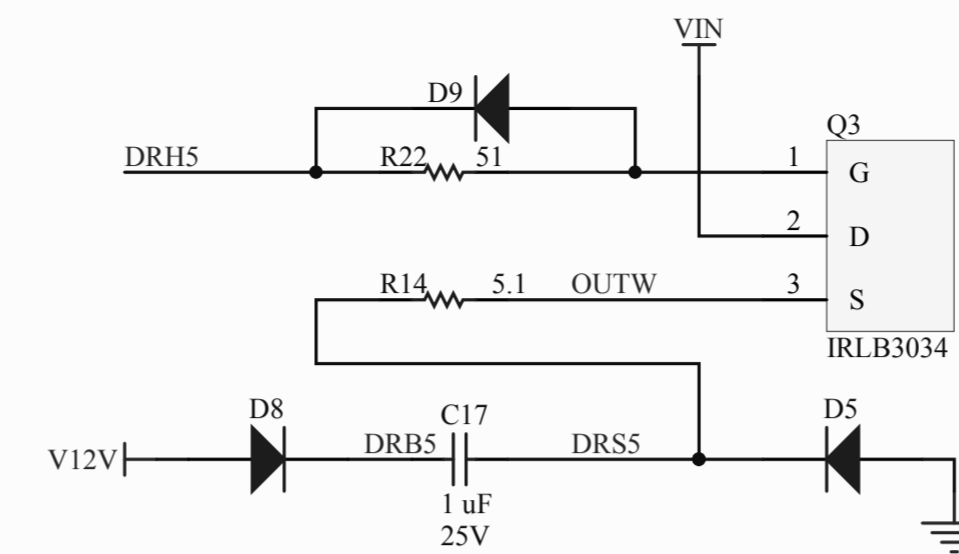 VIN
D9
Q3
DRH5 R22 51 1 G
2 D
R14 5.1 OUTW 3 S
IRLB3034
D8 C17 D5
V12V DRB5 DRS5
1 uF
25V